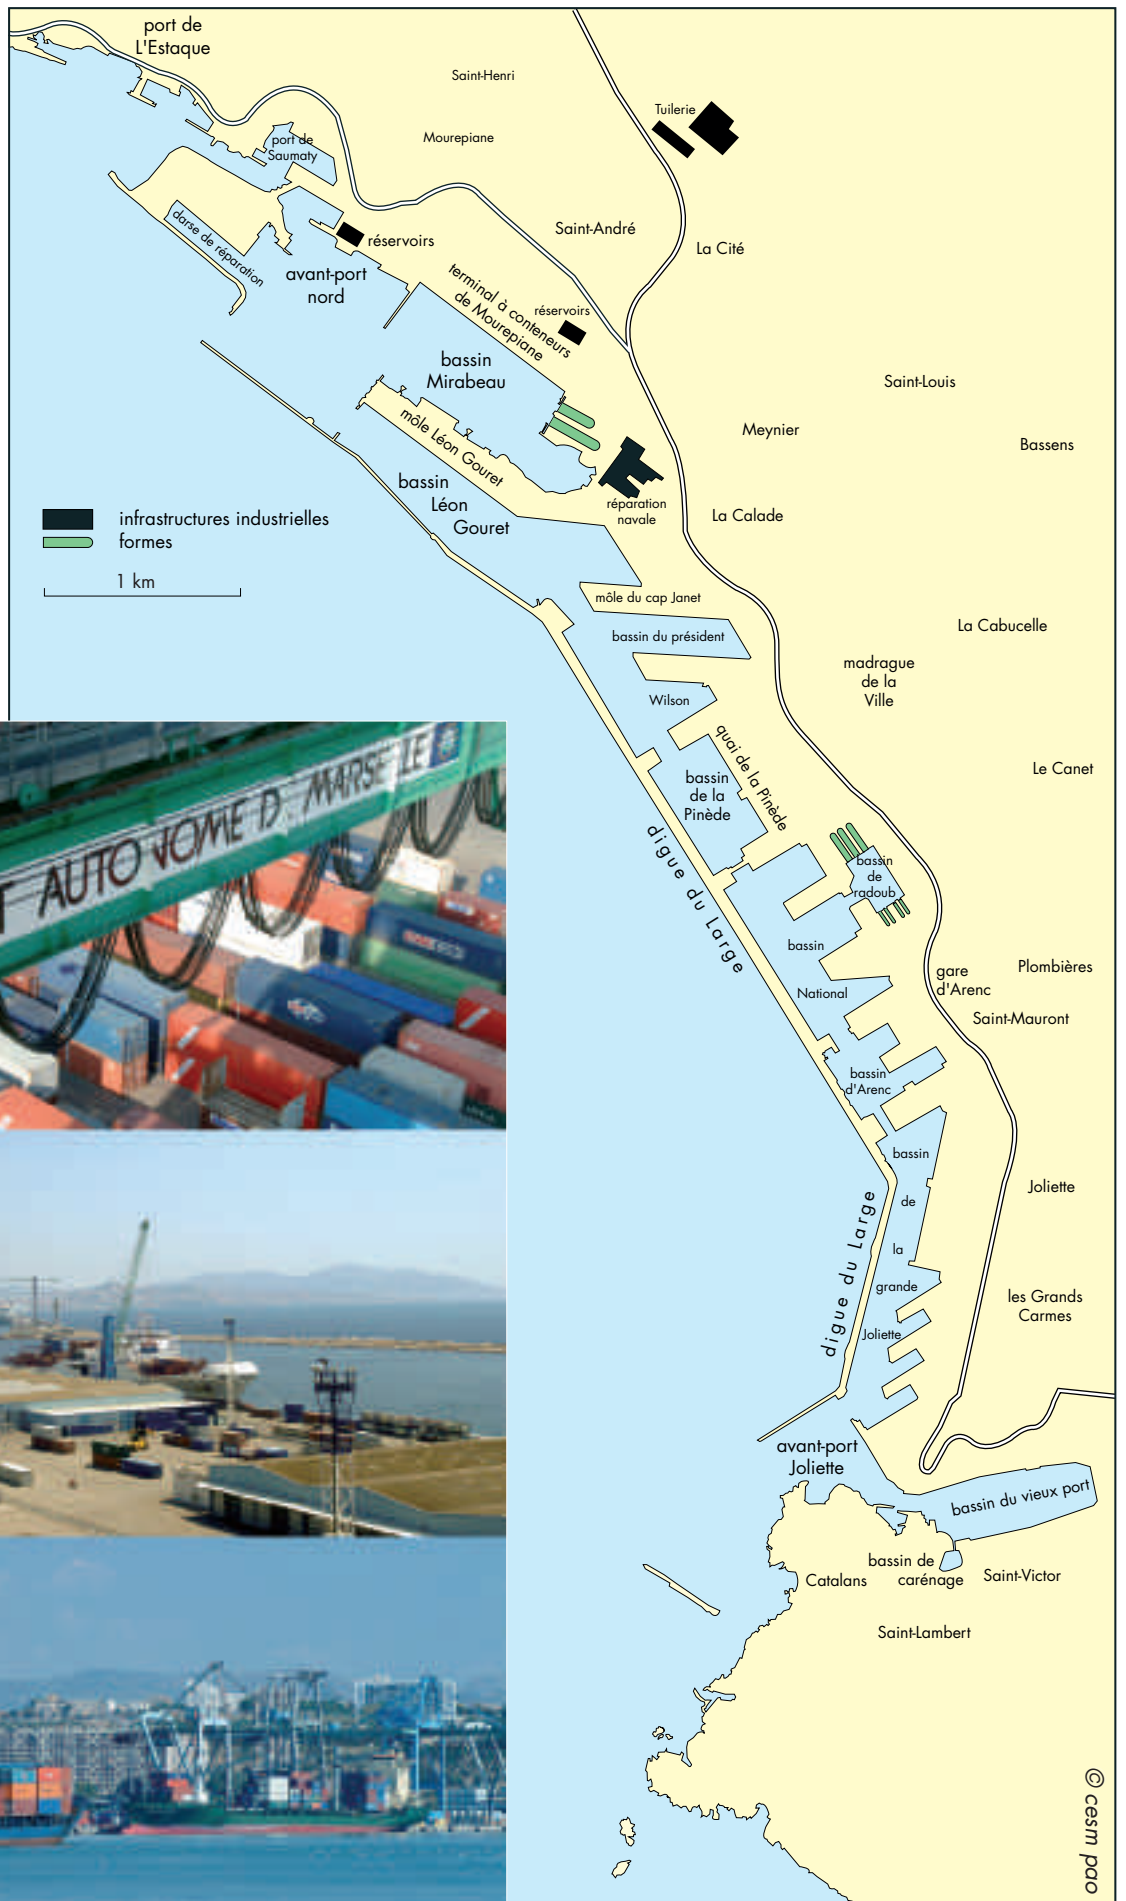 port de
L'Estaque
Saint-Henri
Tuilerie
Mourepiane
port de
Saumaty
darse de réparation
réservoirs
Saint-André
La Cité
avant-port
nord
terminal à conteneurs
de Mourepiane
réservoirs
bassin
Mirabeau
Saint-Louis
môle Léon Gouret
Meynier
Bassens
bassin
Léon
Gouret
réparation
navale
La Calade
infrastructures industrielles
formes
1 km
môle du cap Janet
La Cabucelle
bassin du président
Wilson
madrague
de la
Ville
quai de la Pinède
bassin
de la
Pinède
Le Canet
digue du Large
bassin
de
radoub
bassin
National
gare
d'Arenc
Plombières
Saint-Mauront
bassin
d'Arenc
bassin
de
la
grande
Joliette
Joliette
digue du Large
les Grands
Carmes
avant-port
Joliette
bassin du vieux port
bassin de
carénage
Catalans
Saint-Victor
Saint-Lambert
© cesm pao